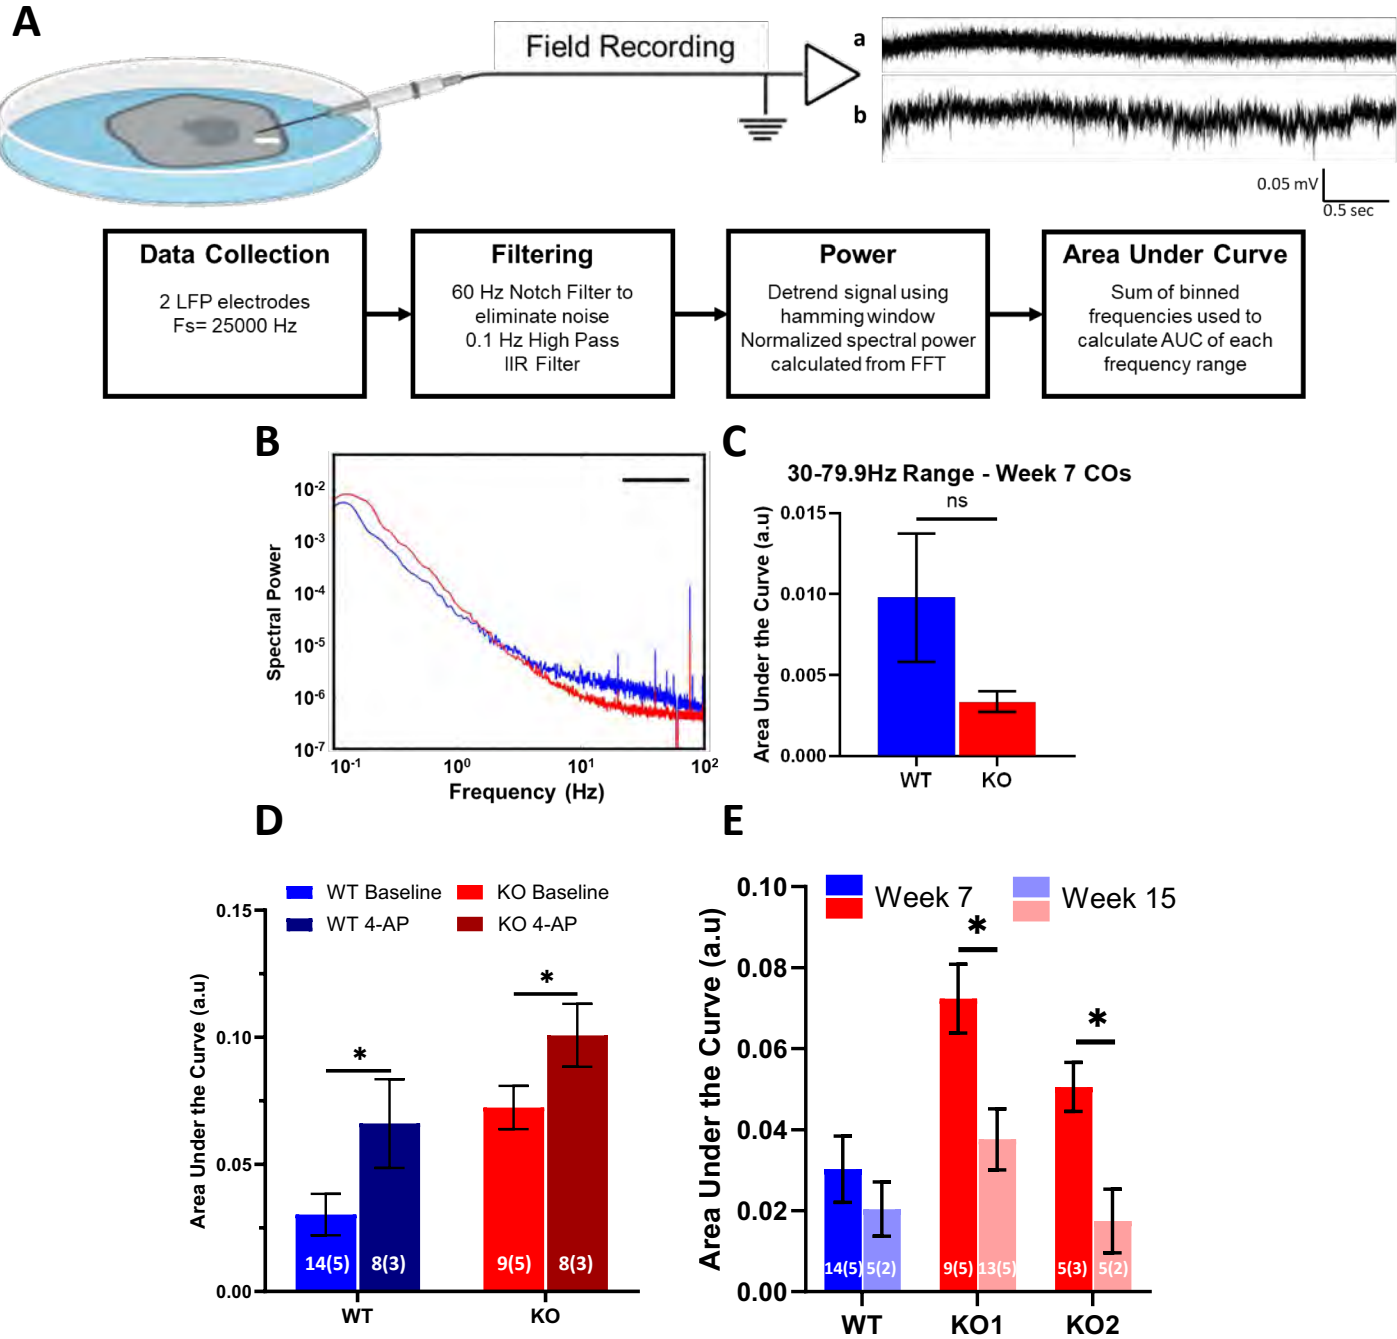 A
Field Recording
a
b
0.05 mV
0.5 sec
Data Collection
2 LFP electrodes
Fs= 25000 Hz
Filtering
60 Hz Notch Filter to
eliminate noise
0.1 Hz High Pass
IIR Filter
Power
Detrend signal using
hamming window
Normalized spectral power
calculated from FFT
Area Under Curve
Sum of binned
frequencies used to
calculate AUC of each
frequency range
B
Spectral Power
10-2
10-3
10-4
10-5
10-6
10-7
10-1
100
101
102
Frequency (Hz)
C
30-79.9Hz Range - Week 7 COs
ns
Area Under the Curve (a.u)
0.015
0.010
0.005
0.000
WT
KO
D
WT Baseline
KO Baseline
WT 4-AP
KO 4-AP
Area Under the Curve (a.u)
0.15
0.10
0.05
0.00
*
*
14(5)
8(3)
9(5)
8(3)
WT
KO
E
Week 7
Week 15
Area Under the Curve (a.u)
0.10
0.08
0.06
0.04
0.02
0.00
*
*
14(5)
5(2)
9(5)
13(5)
5(3)
5(2)
WT
KO1
KO2